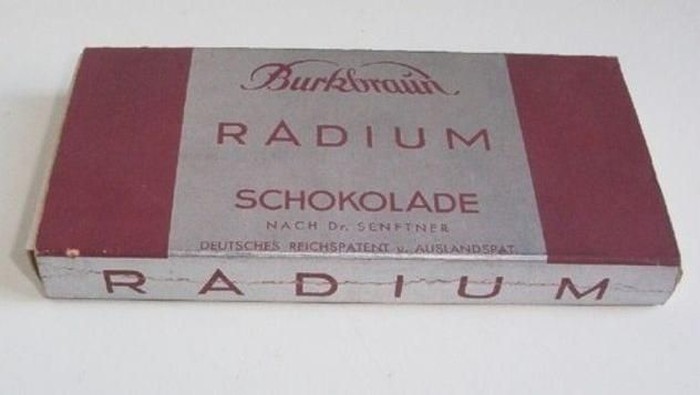 Burkbraun
RADIUM
SCHOKOLADE
NACH Dr. SENFTNER
DEUTSCHES REICHSPATENT u. AUSLANDSPAT.
RADIUM